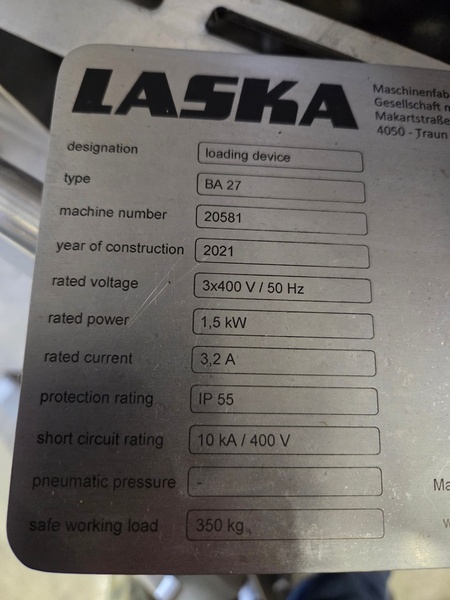 LASKA
Maschinenfab
Gesellschaft m
Makartstraße
4050 - Traun
designation loading device
type BA 27
machine number 20581
year of construction 2021
rated voltage 3x400 V / 50 Hz
rated power 1,5 kW
rated current 3,2 A
protection rating IP 55
short circuit rating 10 kA / 400 V
pneumatic pressure -
Ma
safe working load 350 kg
w